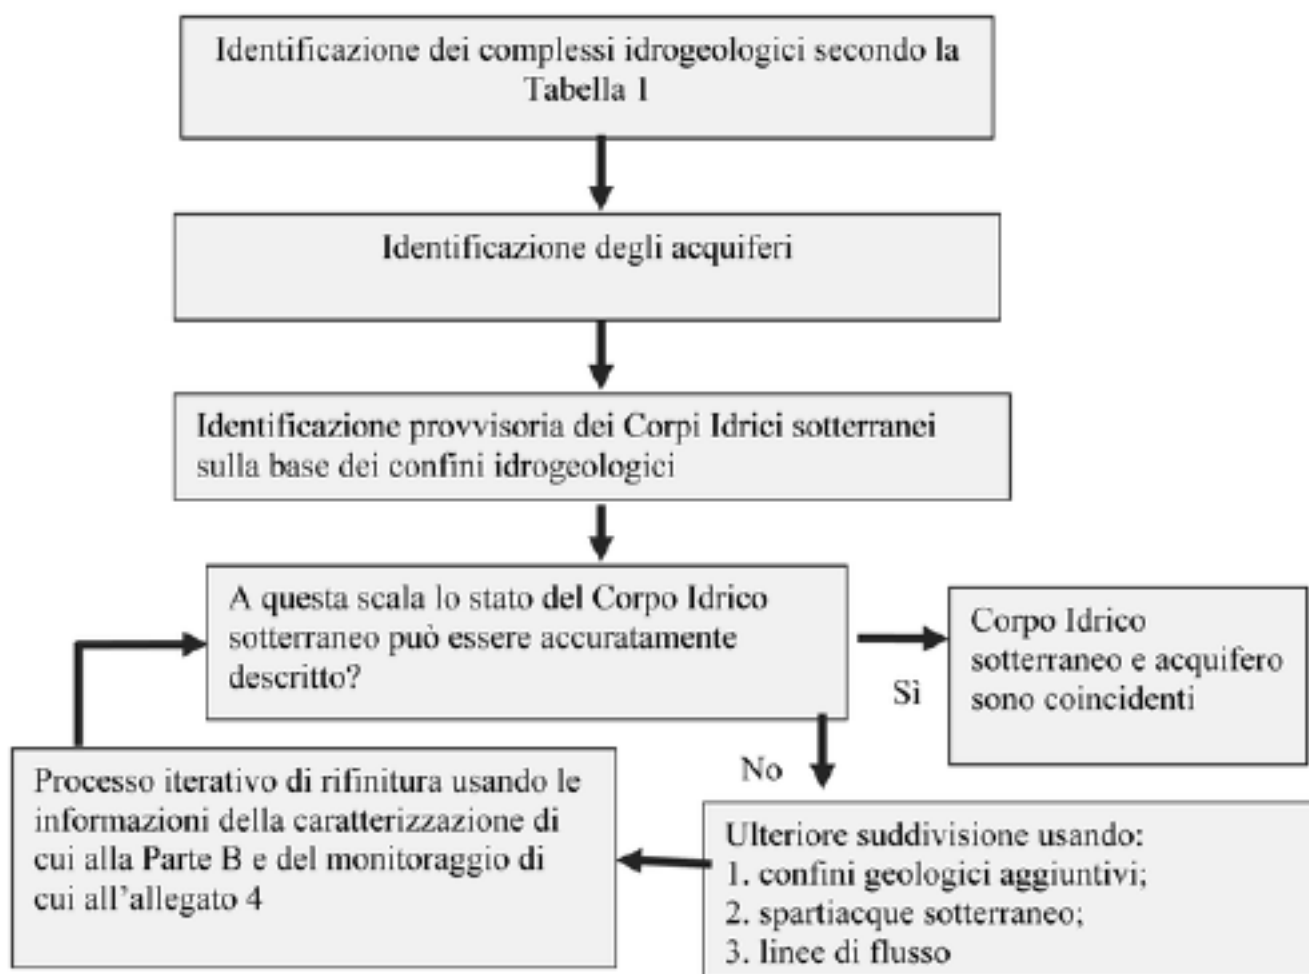 Identificazione dei complessi idrogeologici secondo la
Tabella 1
Identificazione degli acquiferi
Identificazione provvisoria dei Corpi Idrici sotterranei
sulla base dei confini idrogeologici
A questa scala lo stato del Corpo Idrico
sotterraneo può essere accuratamente
descritto?
Sì
Corpo Idrico
sotterraneo e acquifero
sono coincidenti
No
Ulteriore suddivisione usando:
1. confini geologici aggiuntivi;
2. spartiacque sotterraneo;
3. linee di flusso
Processo iterativo di rifinitura usando le
informazioni della caratterizzazione di
cui alla Parte B e del monitoraggio di
cui all'allegato 4